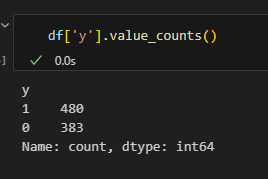 df['y'].value_counts()
0.0s
y
1    480
0    383
Name: count, dtype: int64